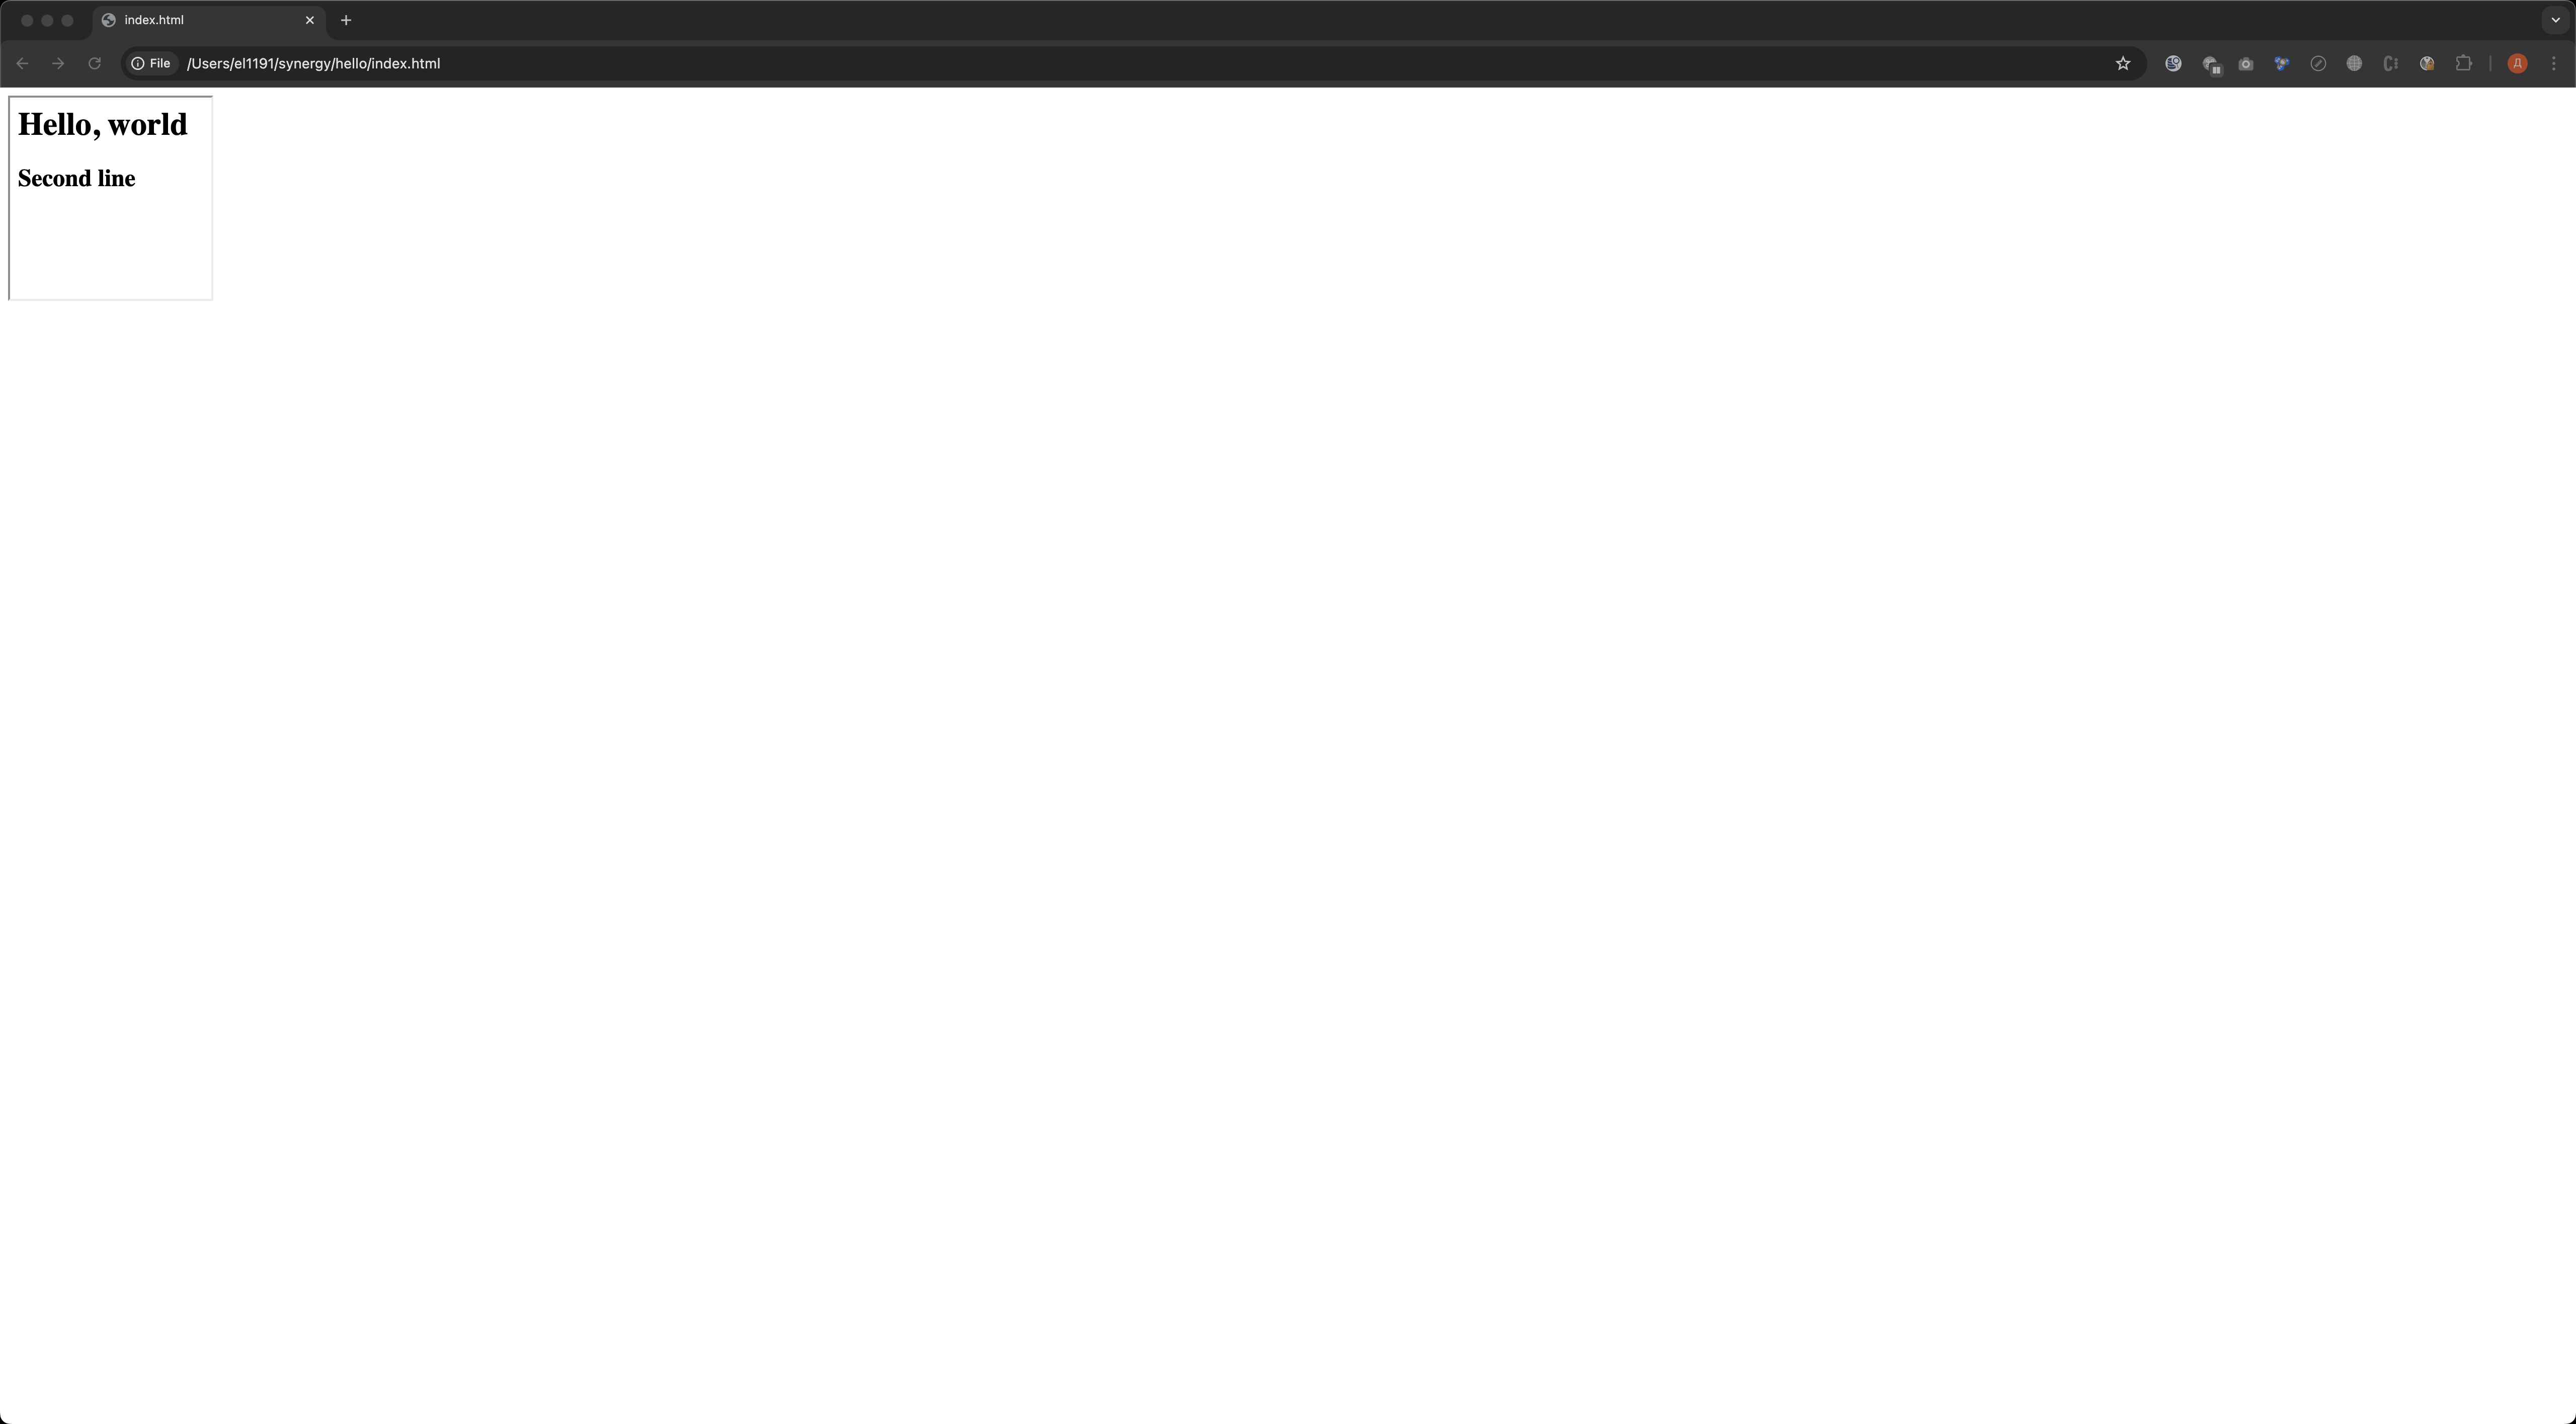 index.html
File /Users/el1191/synergy/hello/index.html
Д
Hello, world
Second line